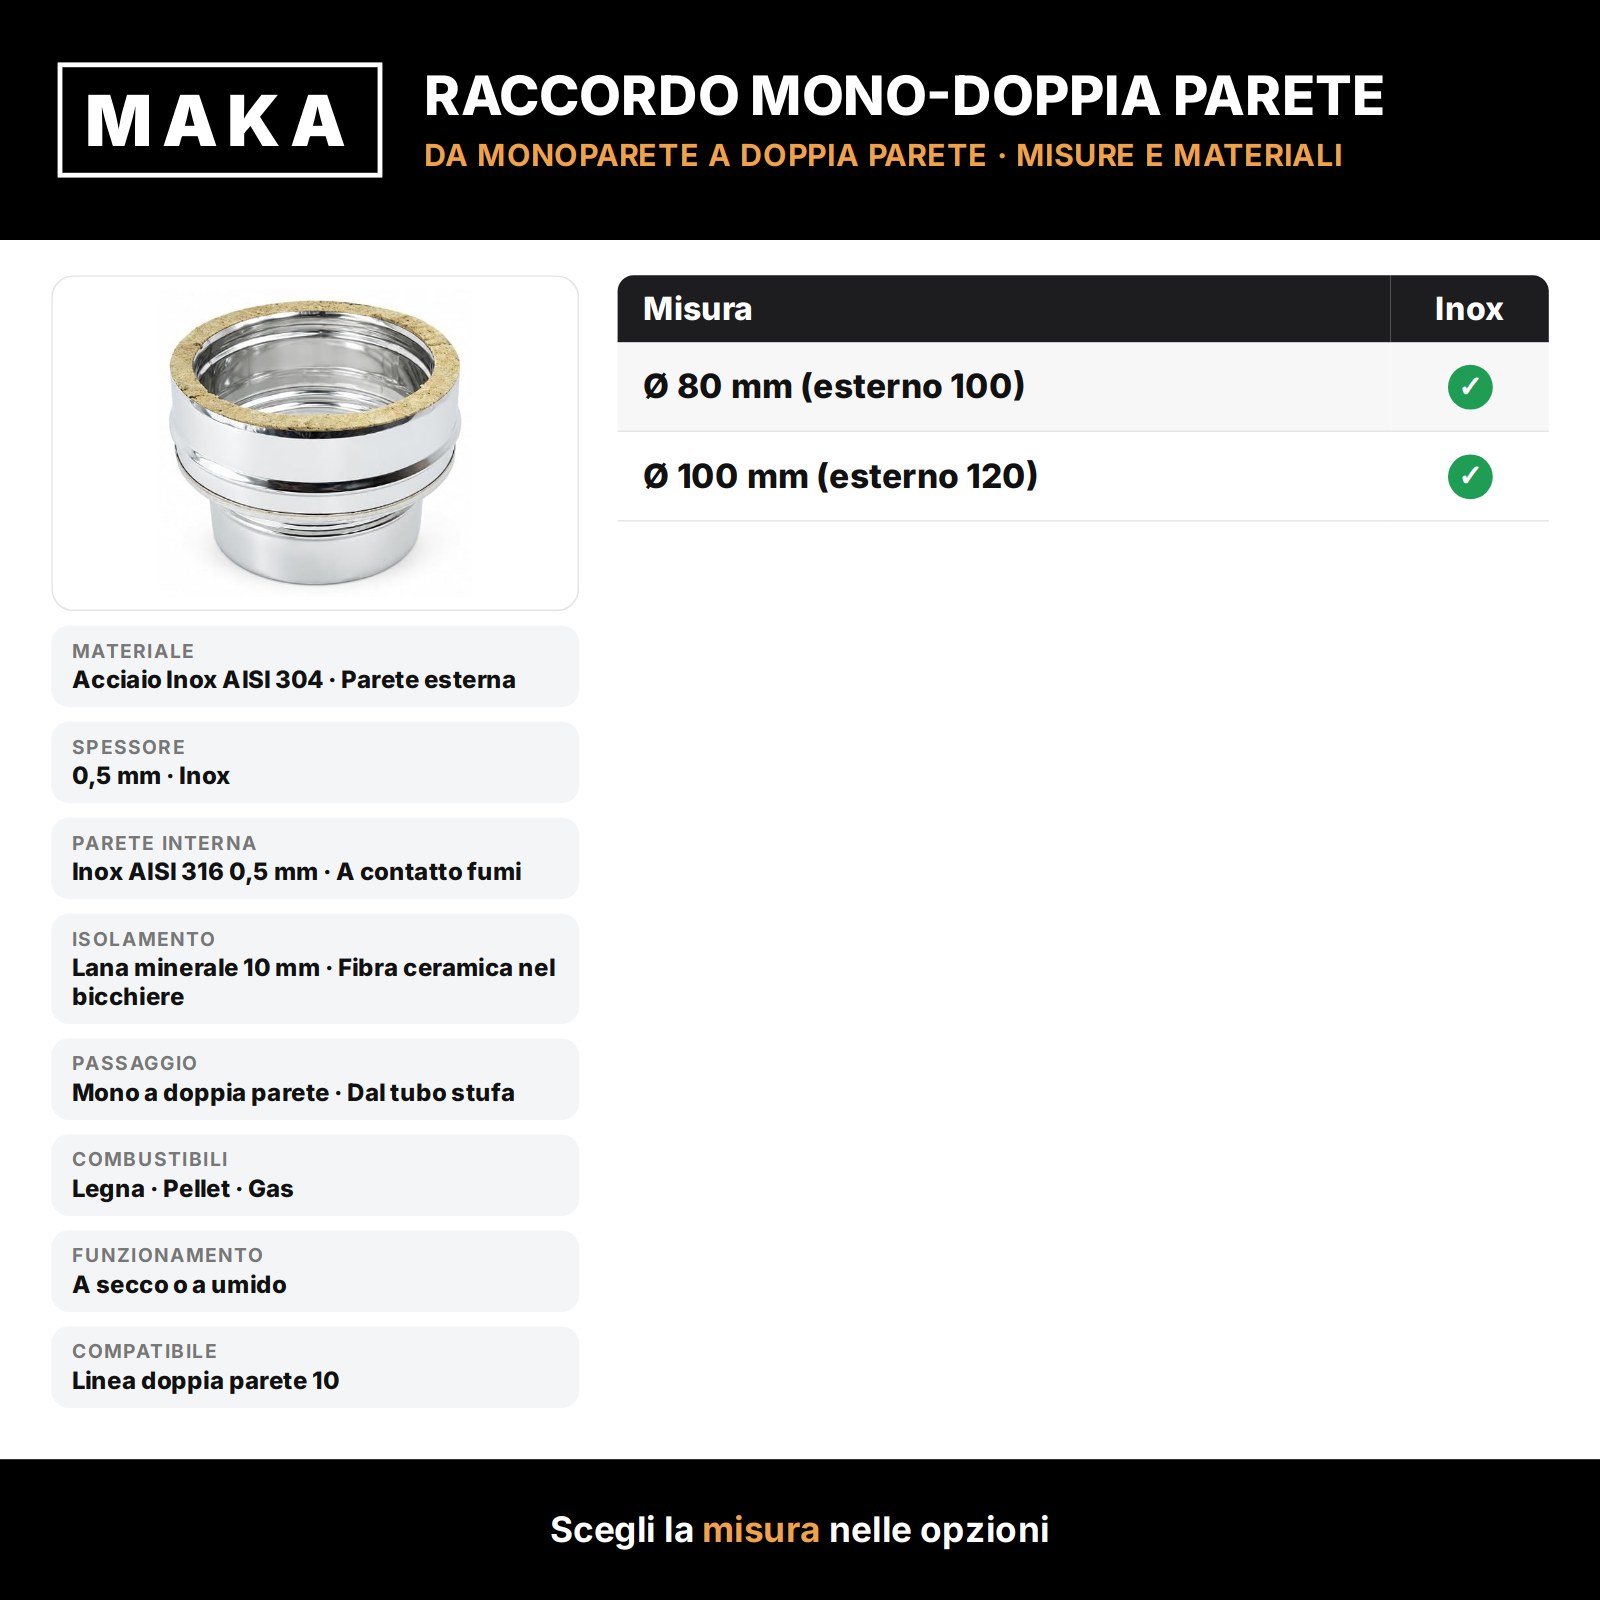 MAKA
RACCORDO MONO-DOPPIA PARETE
DA MONOPARETE A DOPPIA PARETE · MISURE E MATERIALI
Misura Inox
Ø 80 mm (esterno 100) ✓
Ø 100 mm (esterno 120) ✓
MATERIALE
Acciaio Inox AISI 304 · Parete esterna
SPESSORE
0,5 mm · Inox
PARETE INTERNA
Inox AISI 316 0,5 mm · A contatto fumi
ISOLAMENTO
Lana minerale 10 mm · Fibra ceramica nel
bicchiere
PASSAGGIO
Mono a doppia parete · Dal tubo stufa
COMBUSTIBILI
Legna · Pellet · Gas
FUNZIONAMENTO
A secco o a umido
COMPATIBILE
Linea doppia parete 10
Scegli la misura nelle opzioni